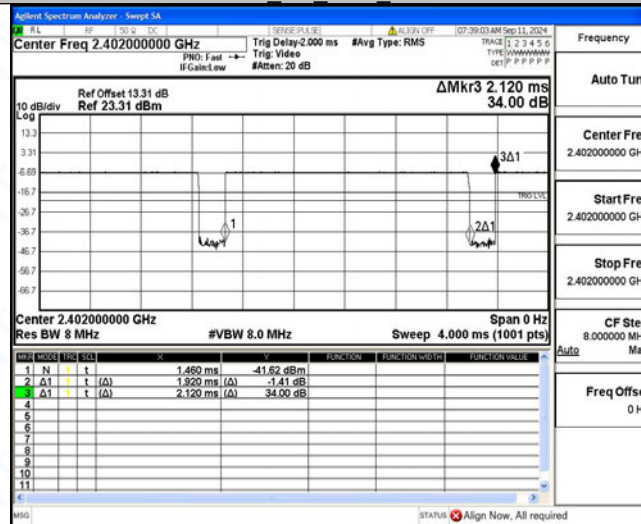 Agilent Spectrum Analyzer - Swept SA
RL RF 50 Ω DC SENSE:PULSE ALIGN OFF 07:39:03 AM Sep 11, 2024
Center Freq 2.402000000 GHz
PNO: Fast
IFGain:Low
Trig Delay-2.000 ms
Trig: Video
#Atten: 20 dB
#Avg Type: RMS
TRACE 1 2 3 4 5 6
TYPE WWWWWW
DET P P P P P P
Ref Offset 13.31 dB
Ref 23.31 dBm
ΔMkr3 2.120 ms
34.00 dB
10 dB/div
Log
13.3
3.31
-6.69
-16.7
-26.7
-36.7
-46.7
-56.7
-66.7
3Δ1
TRIG LVL
1
2Δ1
Center 2.402000000 GHz
Span 0 Hz
Res BW 8 MHz
#VBW 8.0 MHz
Sweep 4.000 ms (1001 pts)
MKR MODE TRC SCL X Y FUNCTION FUNCTION WIDTH FUNCTION VALUE
1 N 1 t 1.460 ms -41.62 dBm
2 Δ1 1 t (Δ) 1.920 ms (Δ) -1.41 dB
3 Δ1 1 t (Δ) 2.120 ms (Δ) 34.00 dB
4
5
6
7
8
9
10
11
MSG
STATUS Align Now, All required
Frequency
Auto Tun
Center Fre
2.402000000 GH
Start Fre
2.402000000 GH
Stop Fre
2.402000000 GH
CF Ste
8.000000 MH
Auto Ma
Freq Offse
0 H